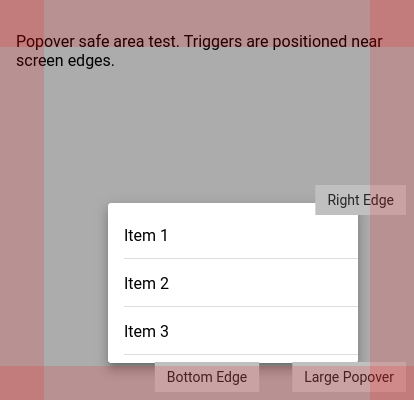 Popover safe area test. Triggers are positioned near
screen edges.
Right Edge
Item 1
Item 2
Item 3
Bottom Edge
Large Popover